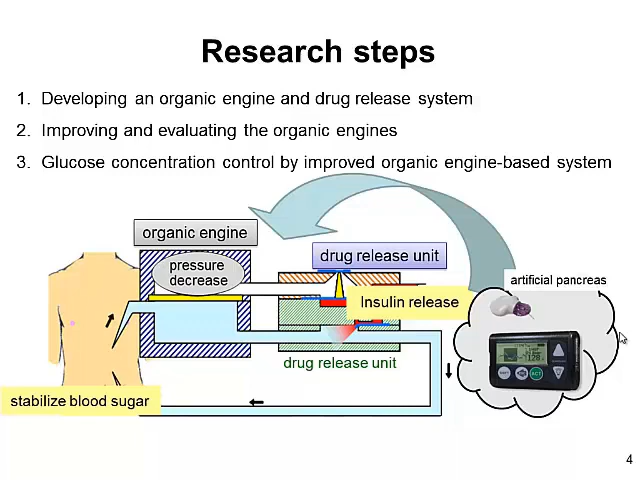 Research steps
1. Developing an organic engine and drug release system
2. Improving and evaluating the organic engines
3. Glucose concentration control by improved organic engine-based system
organic engine
drug release unit
pressure
decrease
artificial pancreas
Insulin release
drug release unit
stabilize blood sugar
ACT
4